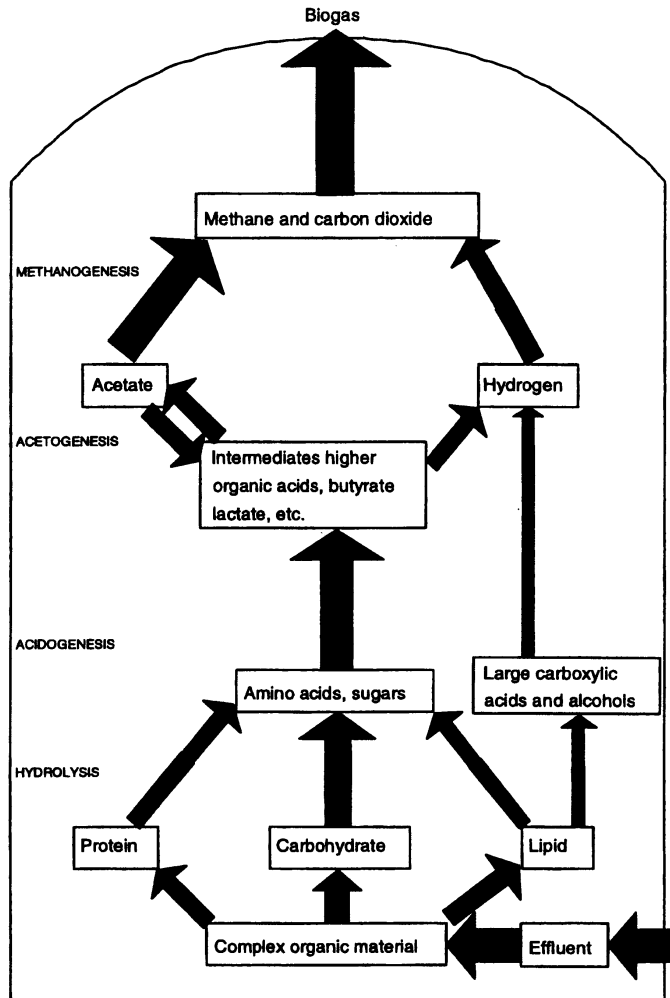 Biogas
Methane and carbon dioxide
METHANOGENESIS
Acetate
Hydrogen
ACETOGENESIS
Intermediates higher
organic acids, butyrate
lactate, etc.
ACIDOGENESIS
Large carboxylic
acids and alcohols
Amino acids, sugars
HYDROLYSIS
Protein
Carbohydrate
Lipid
Complex organic material
Effluent